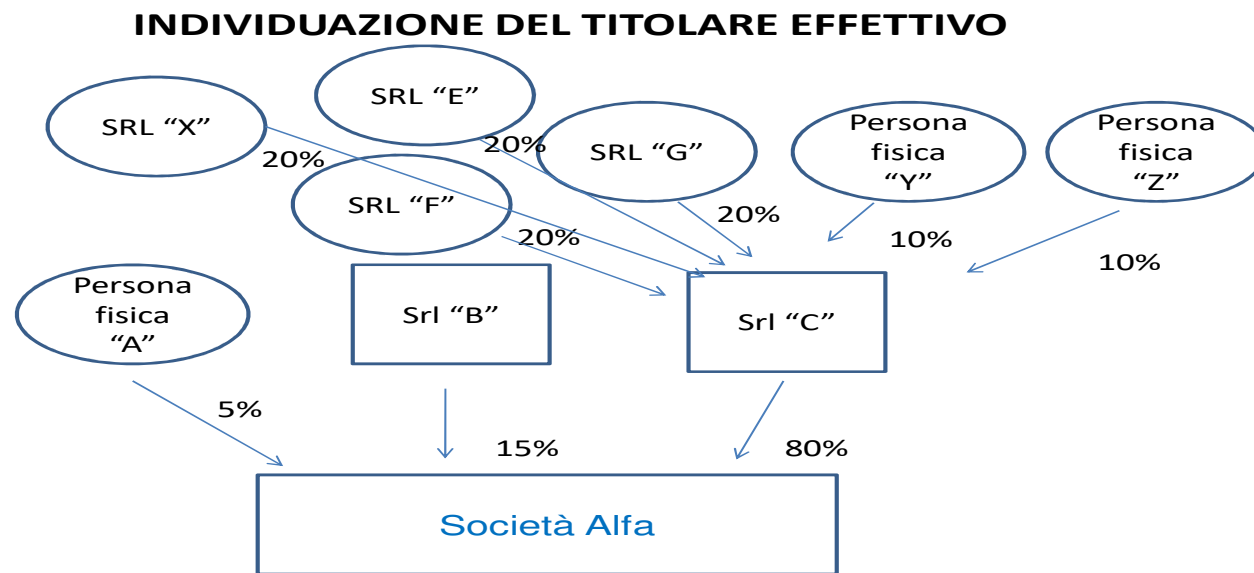 INDIVIDUAZIONE DEL TITOLARE EFFETTIVO
SRL “X”
SRL “E”
SRL “G”
Persona
fisica
“Y”
Persona
fisica
“Z”
20%
20%
SRL “F”
20%
20%
10%
10%
Persona
fisica
“A”
Srl “B”
Srl “C”
5%
15%
80%
Società Alfa